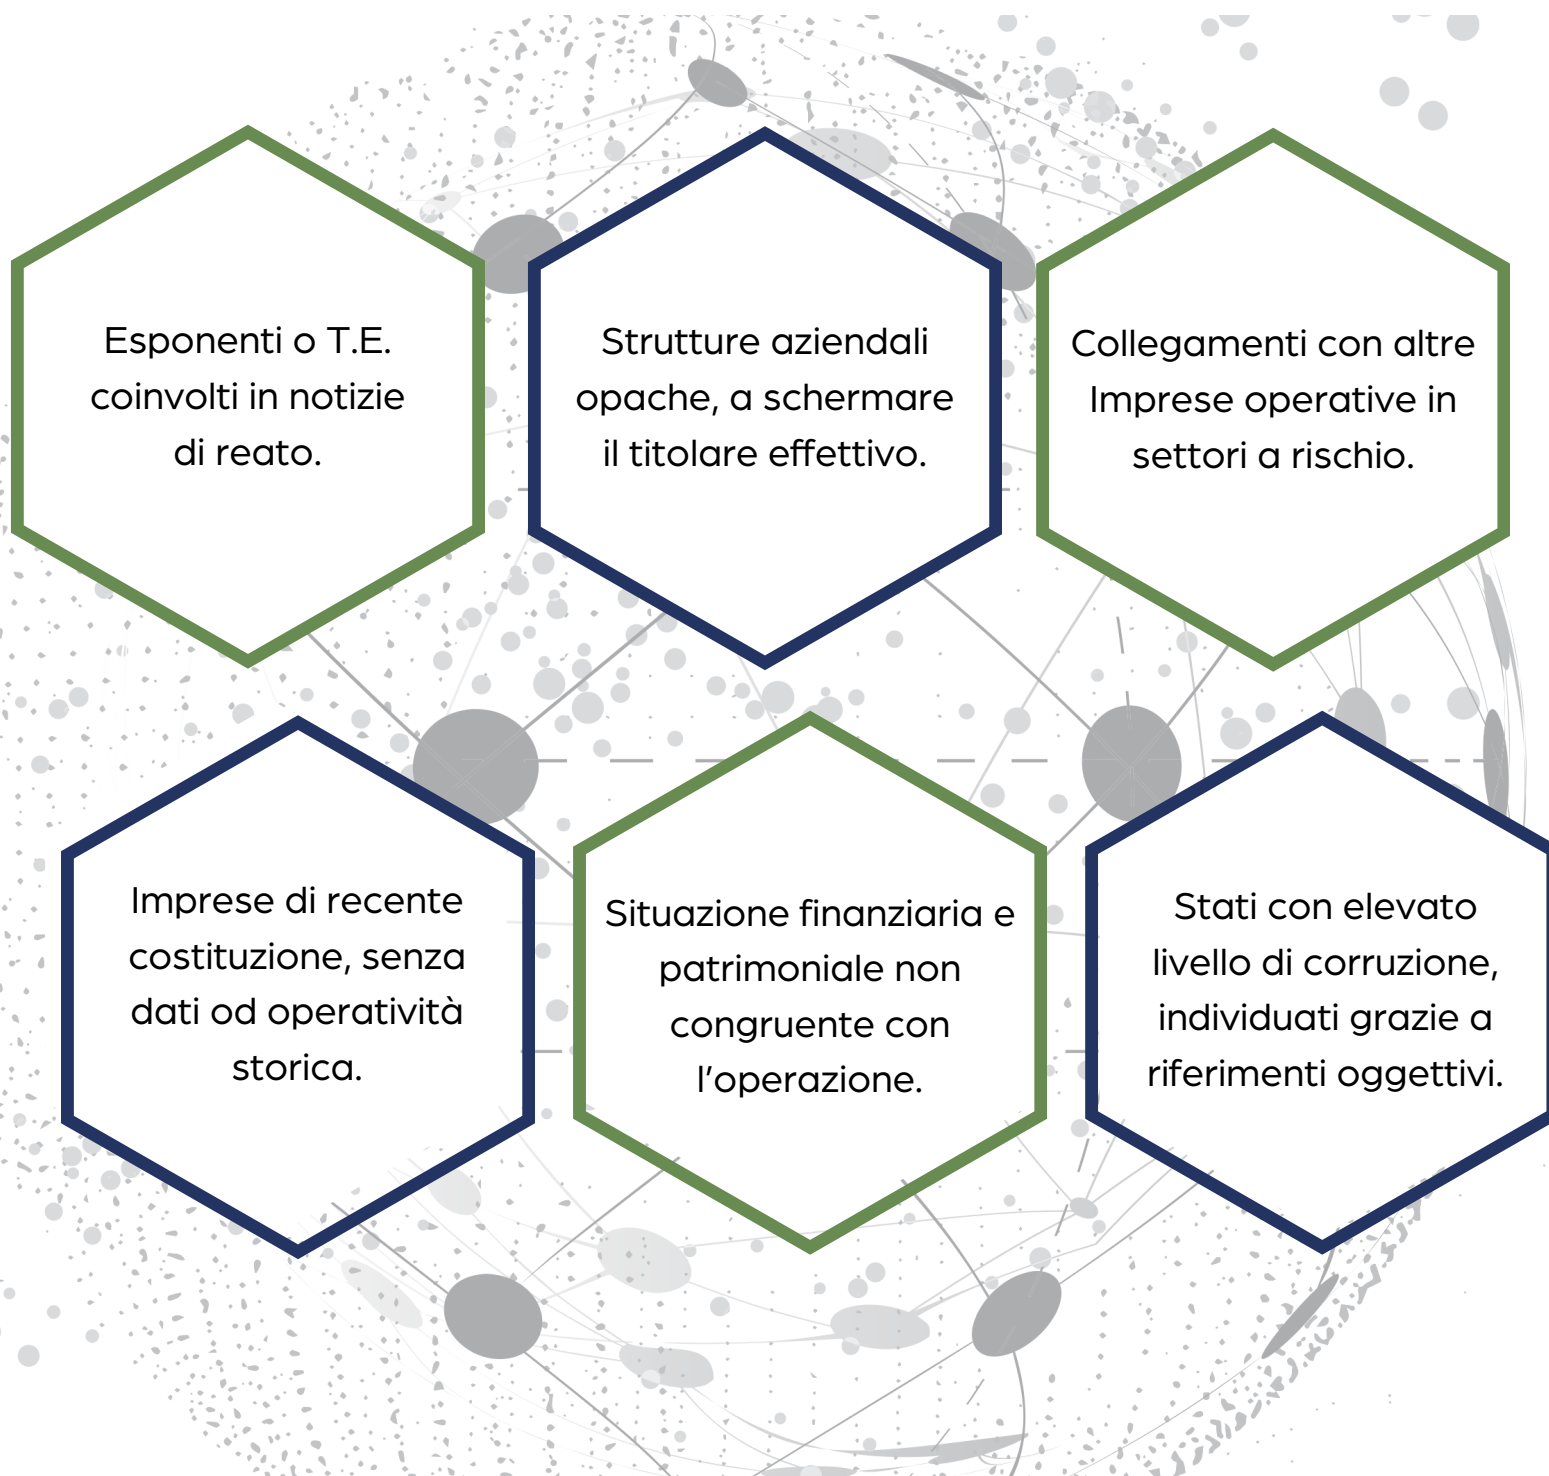 Esponenti o T.E.
coinvolti in notizie
di reato.
Strutture aziendali
opache, a schermare
il titolare effettivo.
Collegamenti con altre
Imprese operative in
settori a rischio.
Imprese di recente
costituzione, senza
dati od operatività
storica.
Situazione finanziaria e
patrimoniale non
congruente con
l'operazione.
Stati con elevato
livello di corruzione,
individuati grazie a
riferimenti oggettivi.